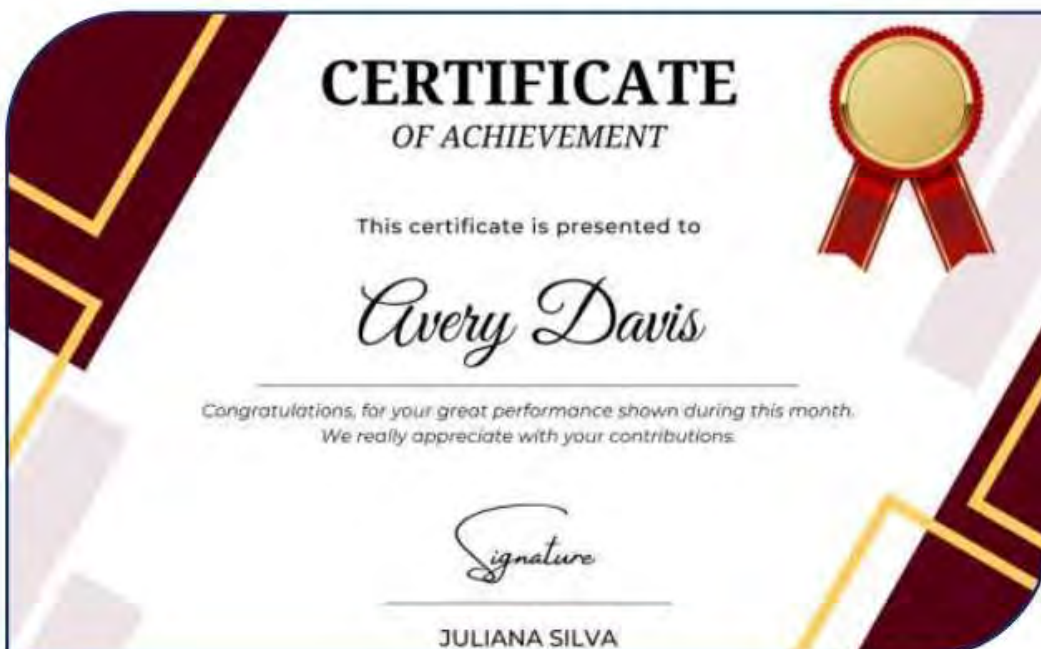 CERTIFICATE
OF ACHIEVEMENT
This certificate is presented to
Avery Davis
Congratulations, for your great performance shown during this month.
We really appreciate with your contributions.
Signature
JULIANA SILVA